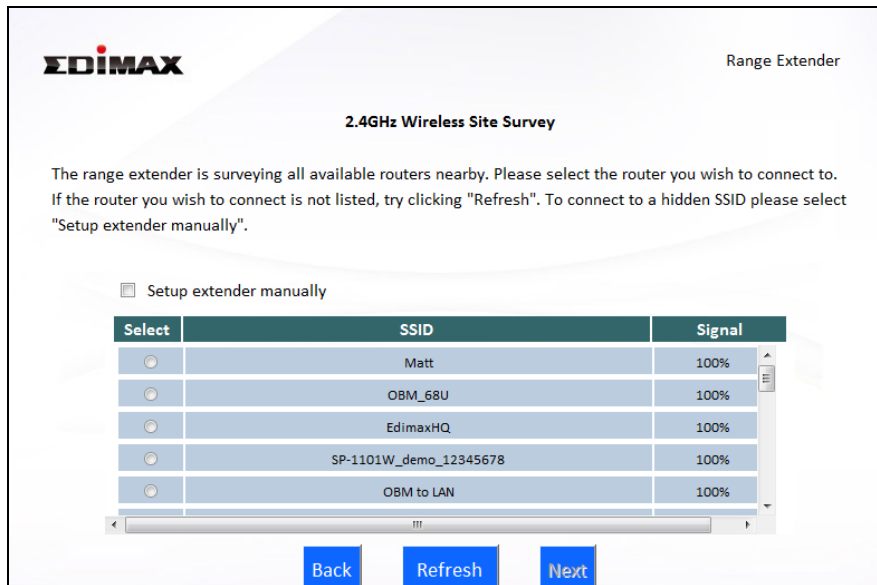 EDIMAX
Range Extender
2.4GHz Wireless Site Survey
The range extender is surveying all available routers nearby. Please select the router you wish to connect to.
If the router you wish to connect is not listed, try clicking "Refresh". To connect to a hidden SSID please select
"Setup extender manually".
Setup extender manually
Select SSID Signal
Matt 100%
OBM_68U 100%
EdimaxHQ 100%
SP-1101W_demo_12345678 100%
OBM to LAN 100%
Back Refresh Next